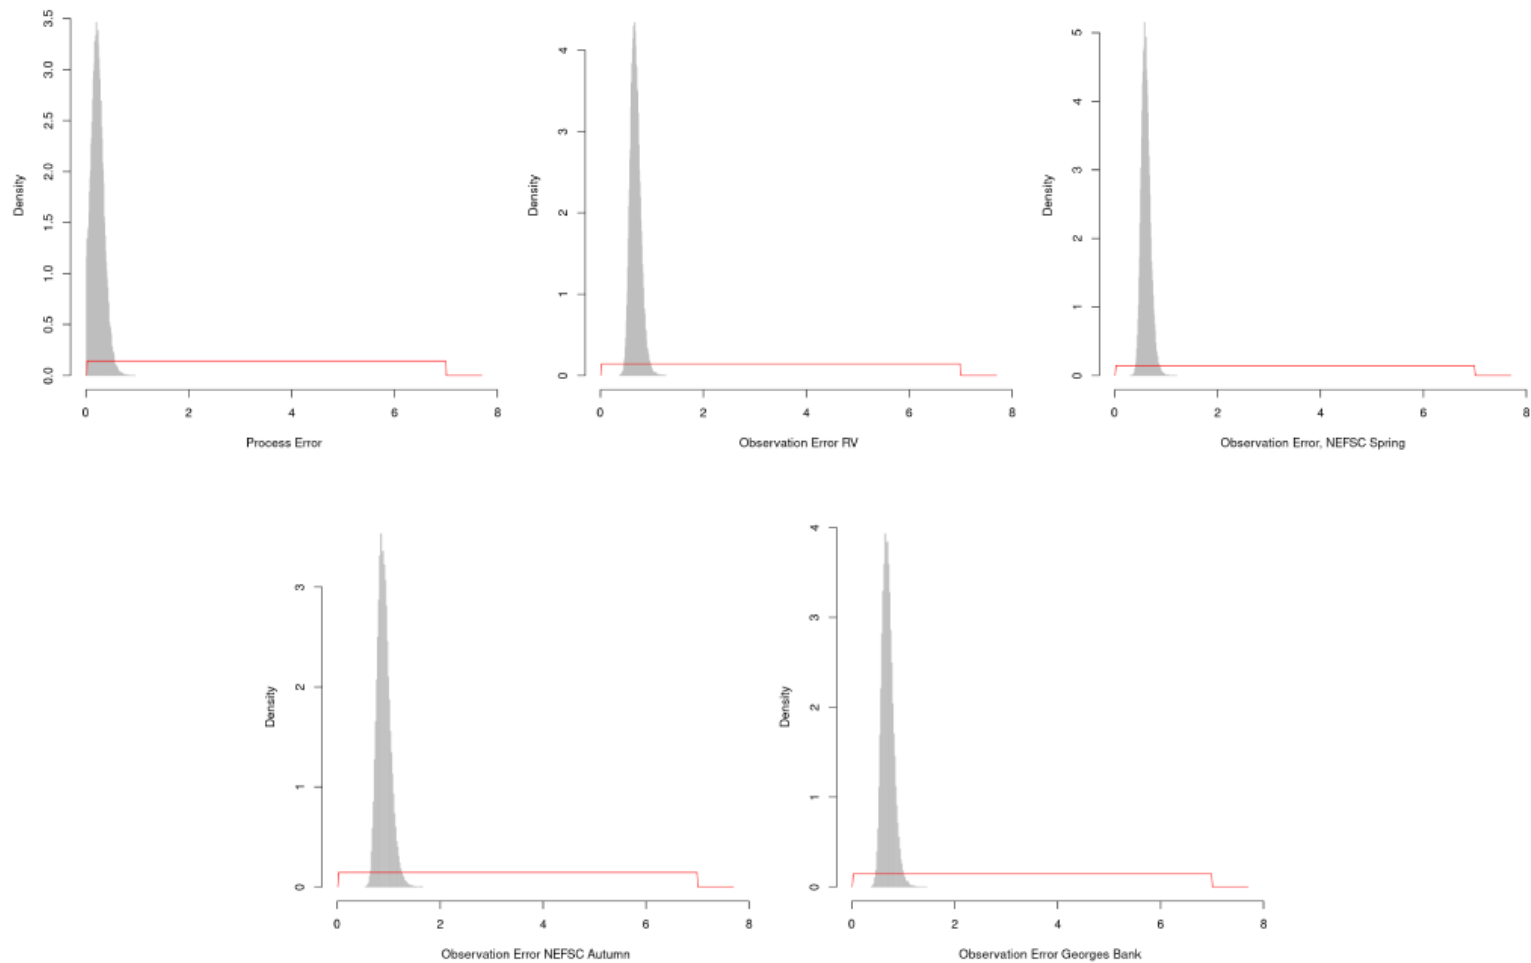 3.5
3.0
2.5
2.0
1.5
1.0
0.5
0.0
Density
0 2 4 6 8
Process Error
4
3
2
1
0
Density
0 2 4 6 8
Observation Error RV
5
4
3
2
1
0
Density
0 2 4 6 8
Observation Error, NEFSC Spring
3
2
1
0
Density
0 2 4 6 8
Observation Error NEFSC Autumn
4
3
2
1
0
Density
0 2 4 6 8
Observation Error Georges Bank